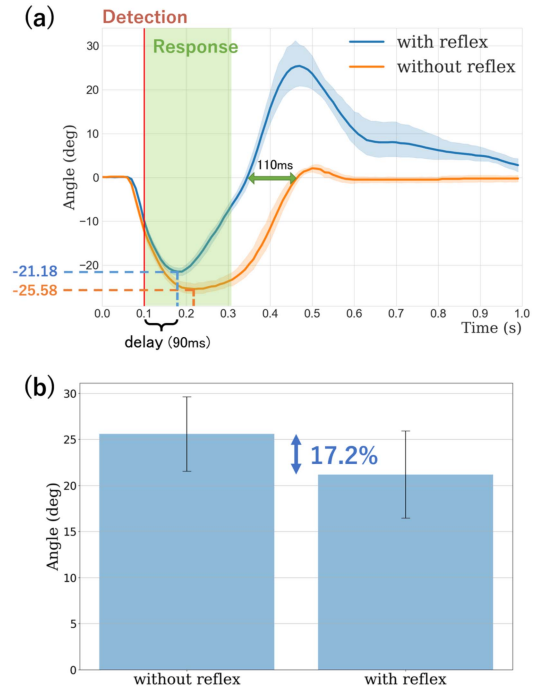 (a)
Detection
Response
with reflex
without reflex
110ms
30
20
10
0
-10
-20
Angle (deg)
-21.18
-25.58
0.0 0.1 0.2 0.3 0.4 0.5 0.6 0.7 0.8 0.9 1.0
Time (s)
delay (90ms)
(b)
30
25
20
15
10
5
0
Angle (deg)
17.2%
without reflex with reflex